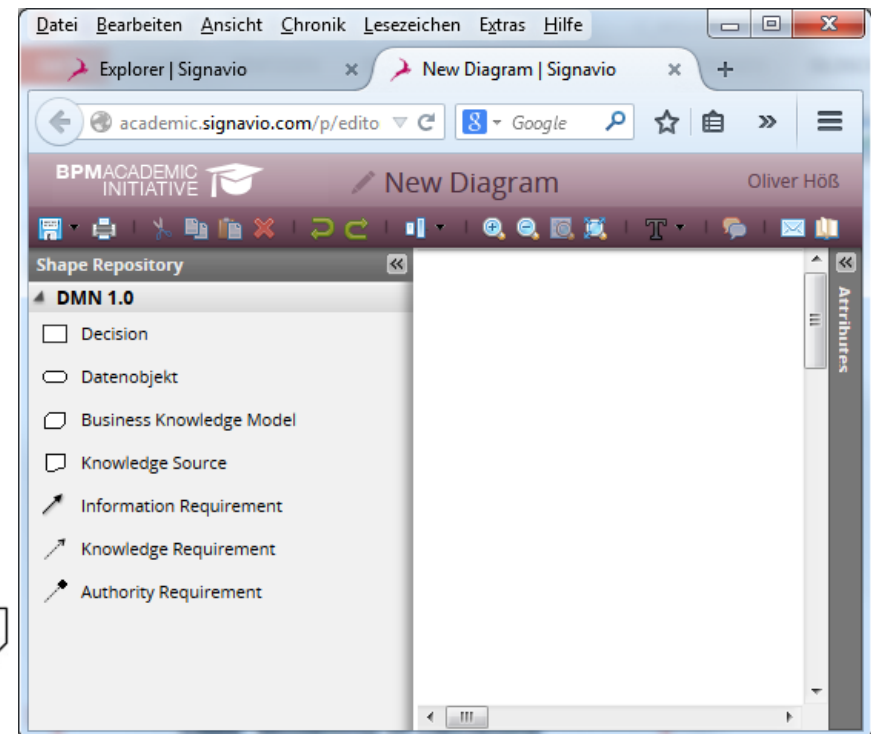 Datei Bearbeiten Ansicht Chronik Lesezeichen Extras Hilfe
Explorer | Signavio
New Diagram | Signavio
academic.signavio.com/p/edito
Google
BPMACADEMIC
INITIATIVE
New Diagram
Oliver Höß
Shape Repository
Attributes
DMN 1.0
Decision
Datenobjekt
Business Knowledge Model
Knowledge Source
Information Requirement
Knowledge Requirement
Authority Requirement